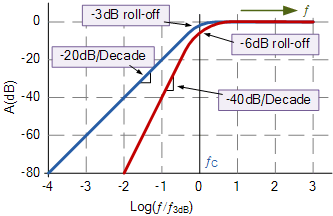 -3dB roll-off
f
0
-6dB roll-off
-20dB/Decade
-20
A(dB)
-40
-40dB/Decade
-60
fc
-80
-4 -3 -2 -1 0 1 2 3
Log(f/f3dB)